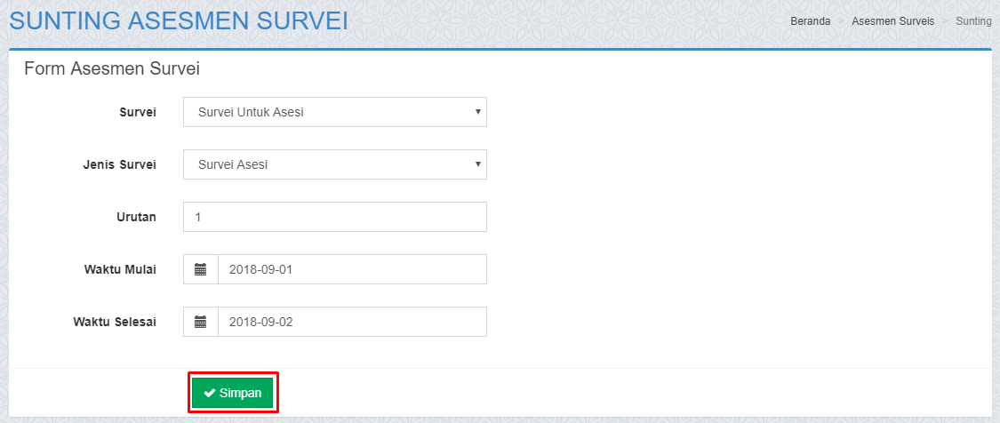 SUNTING ASESMEN SURVEI
Beranda > Asesmen Surveis > Sunting
Form Asesmen Survei
Survei Survei Untuk Asesi
Jenis Survei Survei Asesi
Urutan 1
Waktu Mulai 2018-09-01
Waktu Selesai 2018-09-02
Simpan